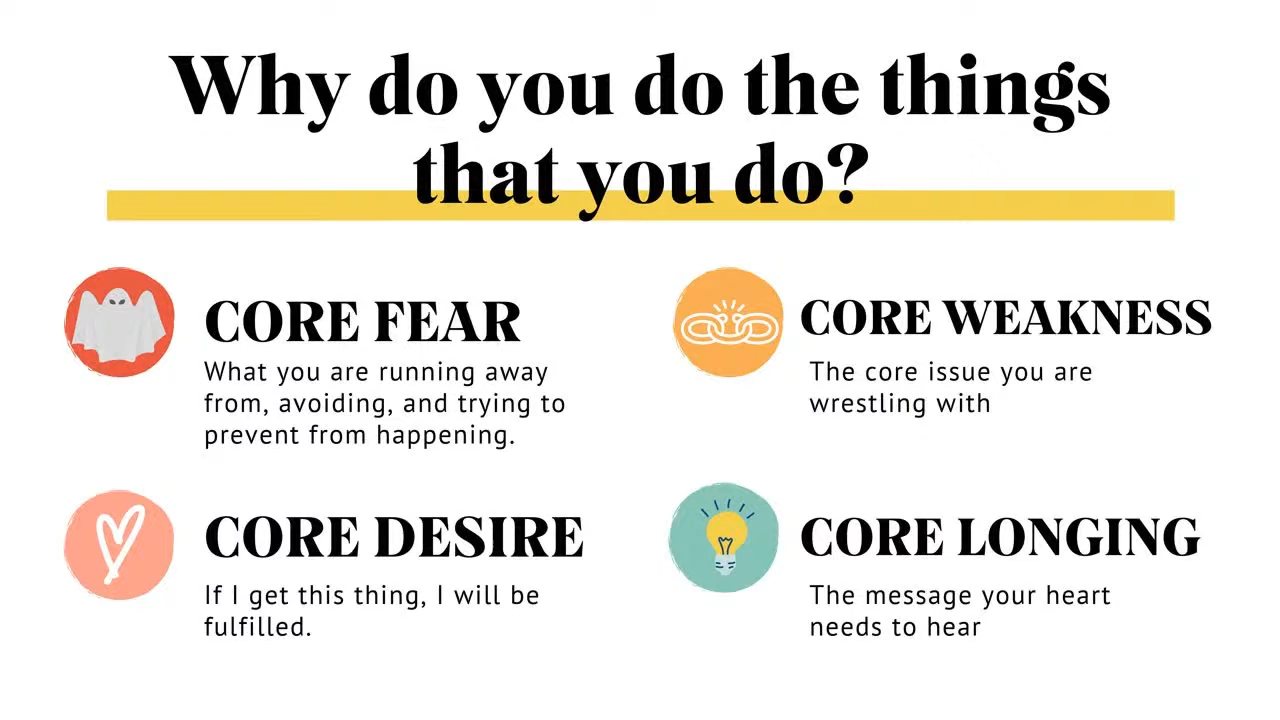 Why do you do the things
that you do?
CORE FEAR
What you are running away
from, avoiding, and trying to
prevent from happening.
CORE WEAKNESS
The core issue you are
wrestling with
CORE DESIRE
If I get this thing, I will be
fulfilled.
CORE LONGING
The message your heart
needs to hear